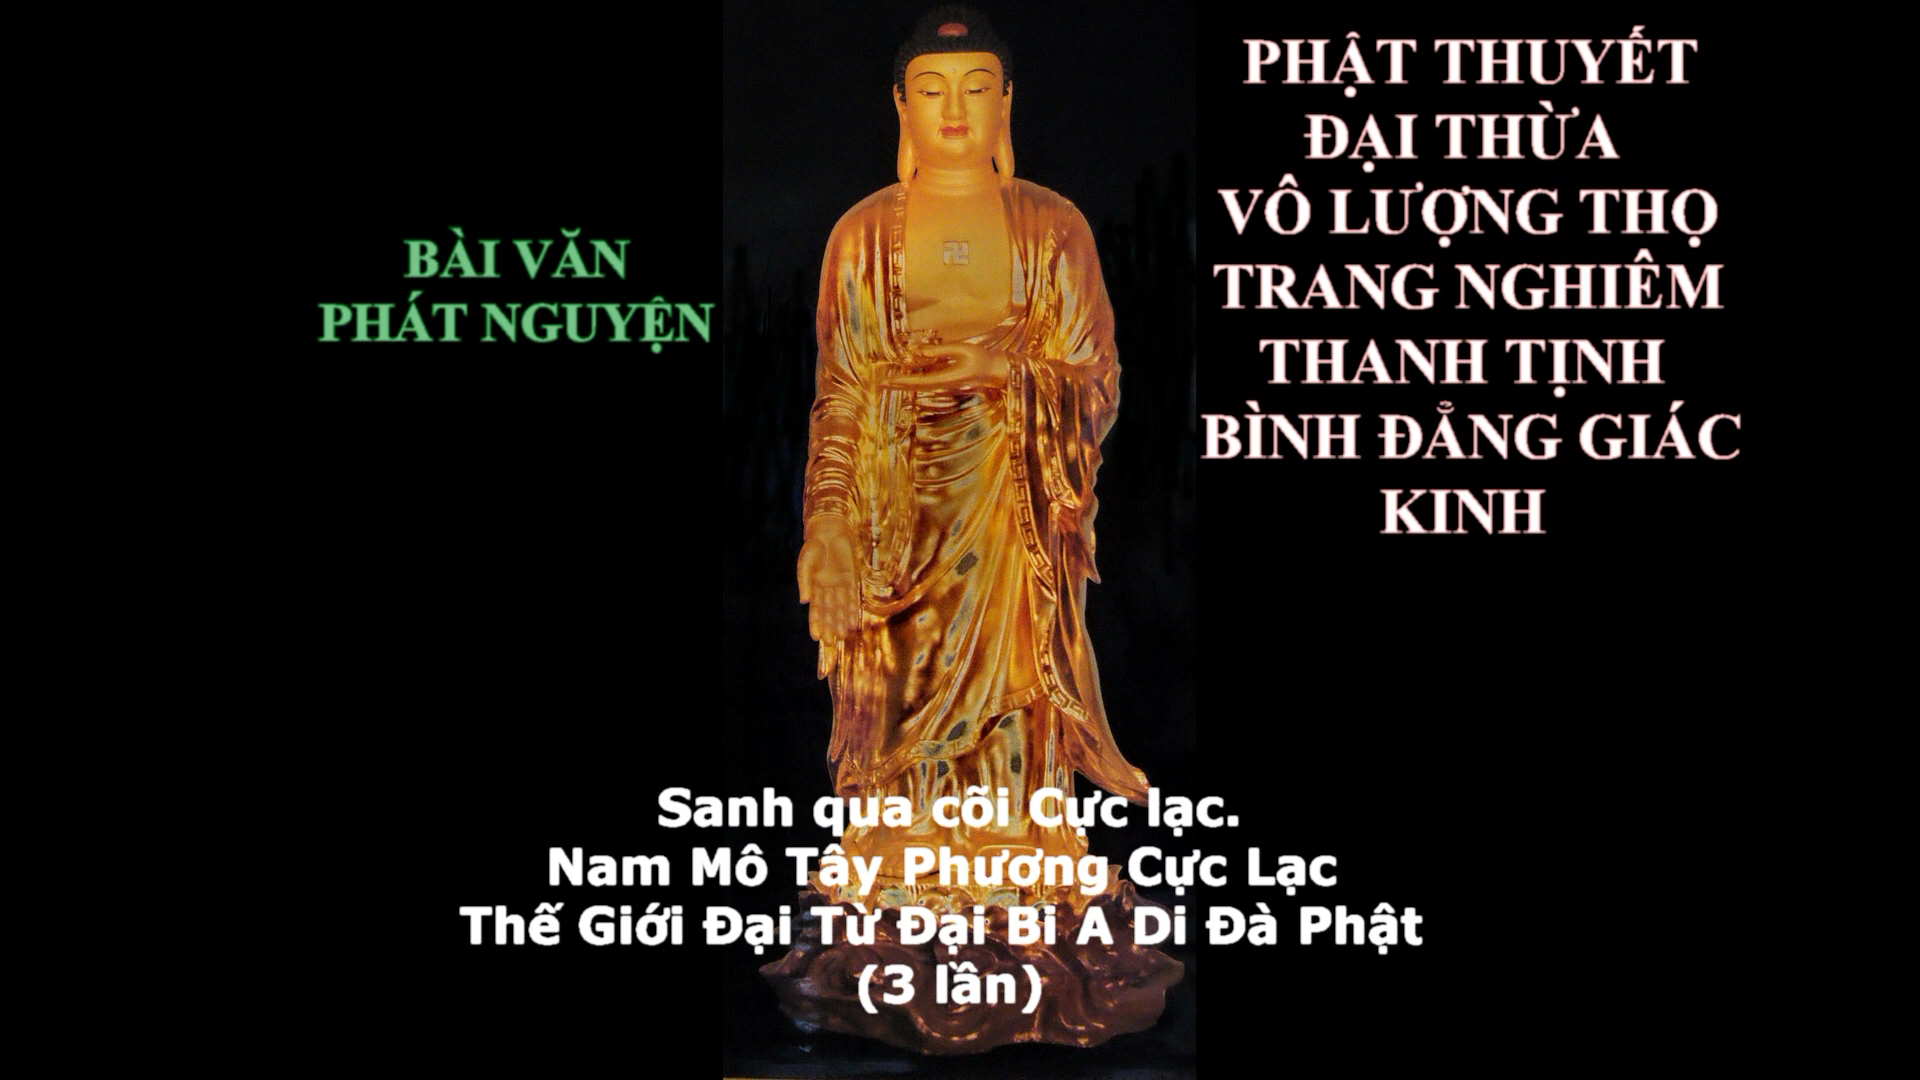 BÀI VĂN
PHÁT NGUYỆN
PHẬT THUYẾT
ĐẠI THỪA
VÔ LƯỢNG THỌ
TRANG NGHIÊM
THANH TỊNH
BÌNH ĐẲNG GIÁC
KINH
Sanh qua cõi Cực lạc.
Nam Mô Tây Phương Cực Lạc
Thế Giới Đại Từ Đại Bi A Di Đà Phật
(3 lần)